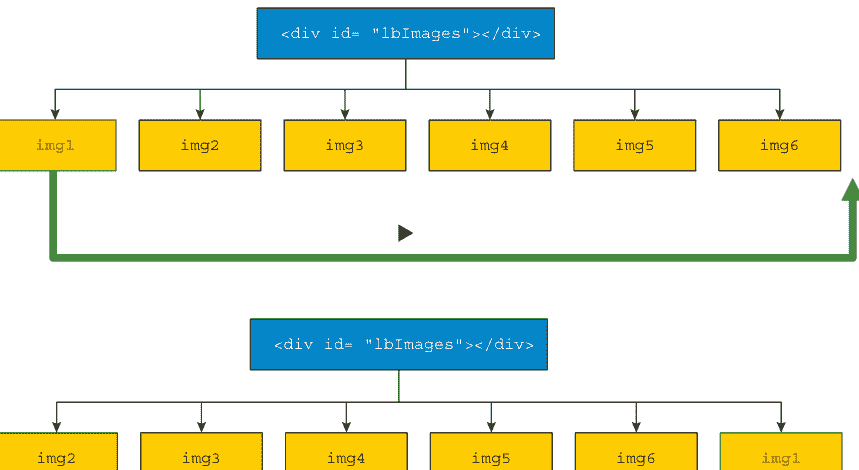 <div id= "lbImages"></div>
img1 img2 img3 img4 img5 img6
<div id= "lbImages"></div>
img2 img3 img4 img5 img6 img1